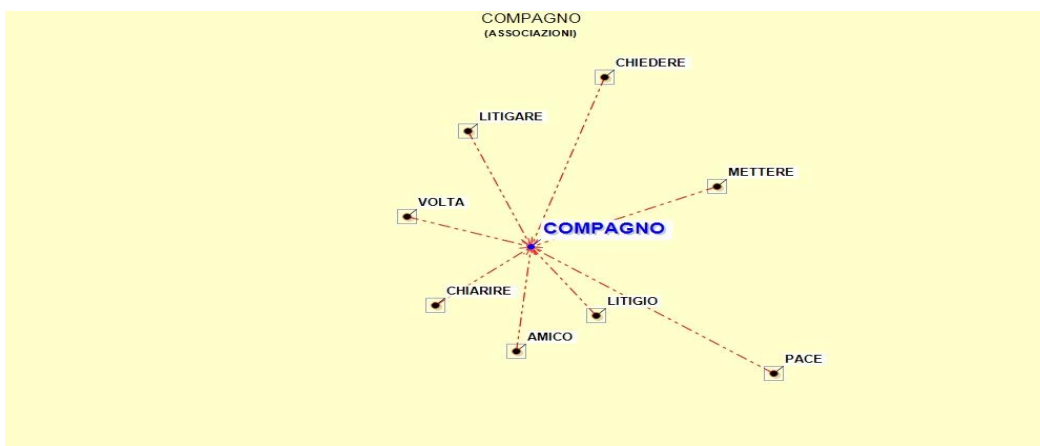 COMPAGNO
(ASSOCIAZIONI)
CHIEDERE
LITIGARE
METTERE
VOLTA
COMPAGNO
CHIARIRE
LITIGIO
AMICO
PACE